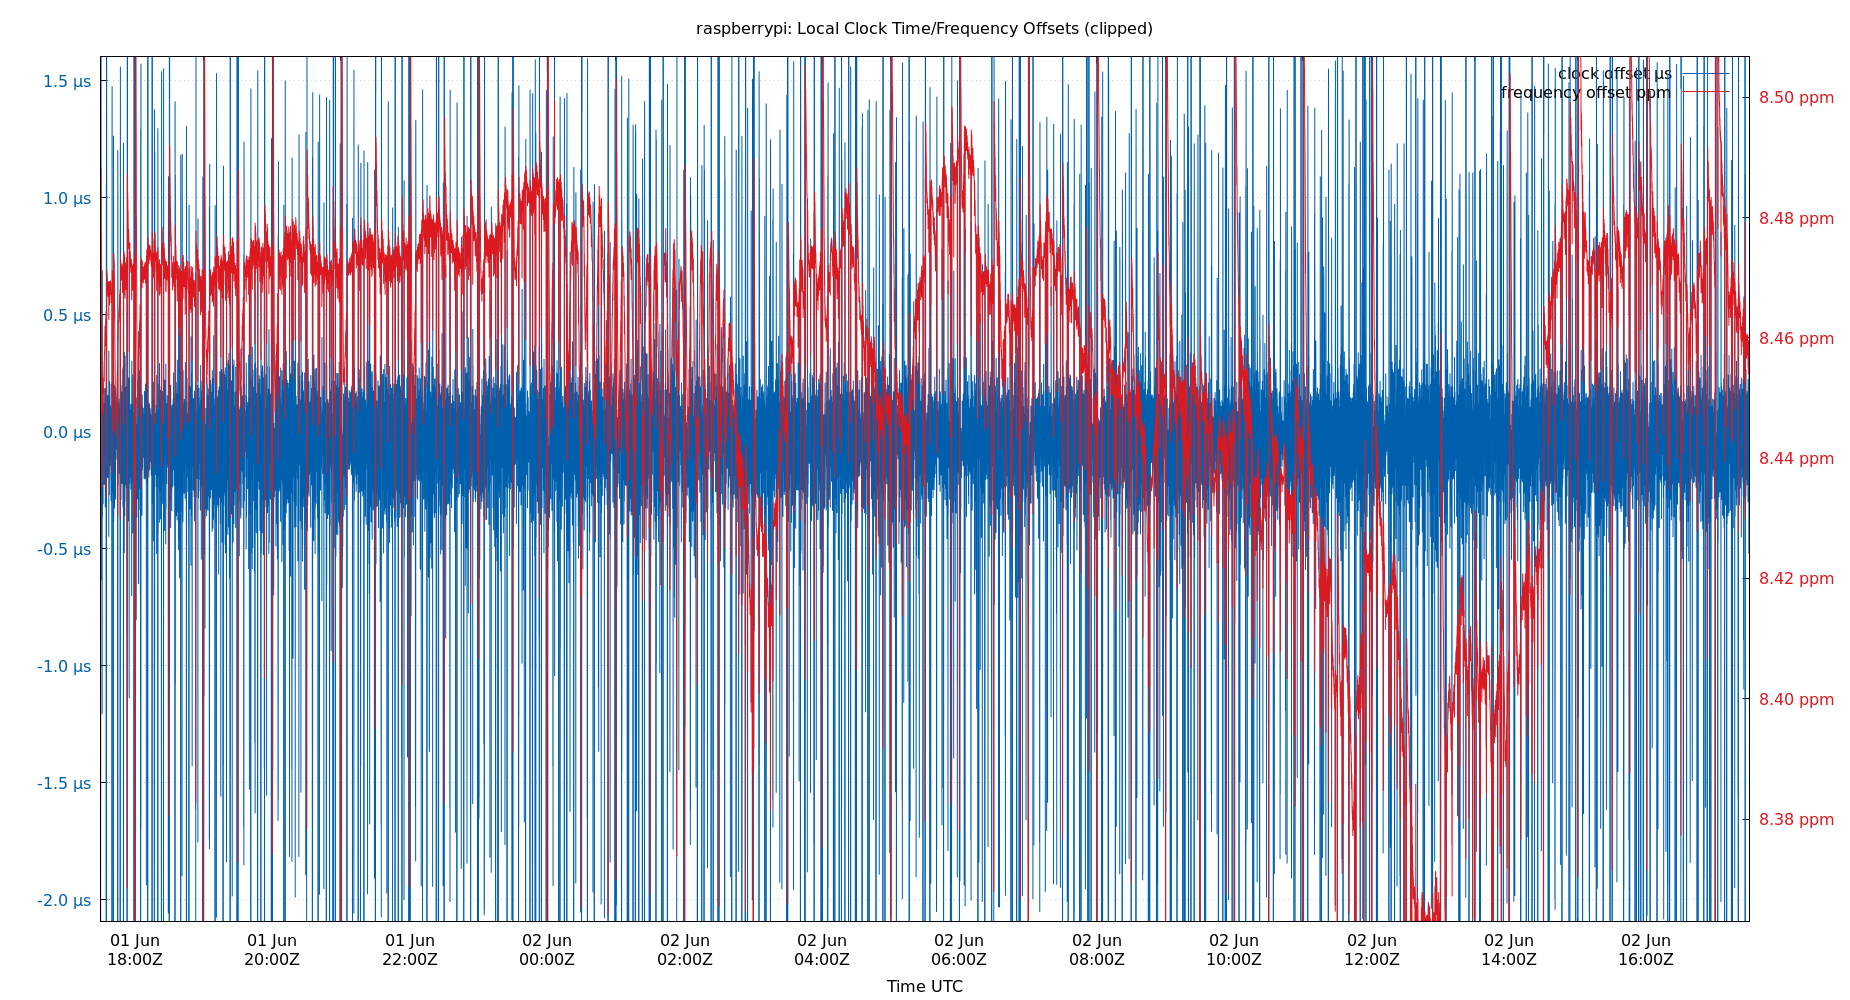 raspberrypi: Local Clock Time/Frequency Offsets (clipped)
clock offset µs
frequency offset ppm
1.5 µs
1.0 µs
0.5 µs
0.0 µs
-0.5 µs
-1.0 µs
-1.5 µs
-2.0 µs
8.50 ppm
8.48 ppm
8.46 ppm
8.44 ppm
8.42 ppm
8.40 ppm
8.38 ppm
01 Jun 01 Jun 01 Jun 02 Jun 02 Jun 02 Jun 02 Jun 02 Jun 02 Jun 02 Jun 02 Jun 02 Jun
18:00Z 20:00Z 22:00Z 00:00Z 02:00Z 04:00Z 06:00Z 08:00Z 10:00Z 12:00Z 14:00Z 16:00Z
Time UTC